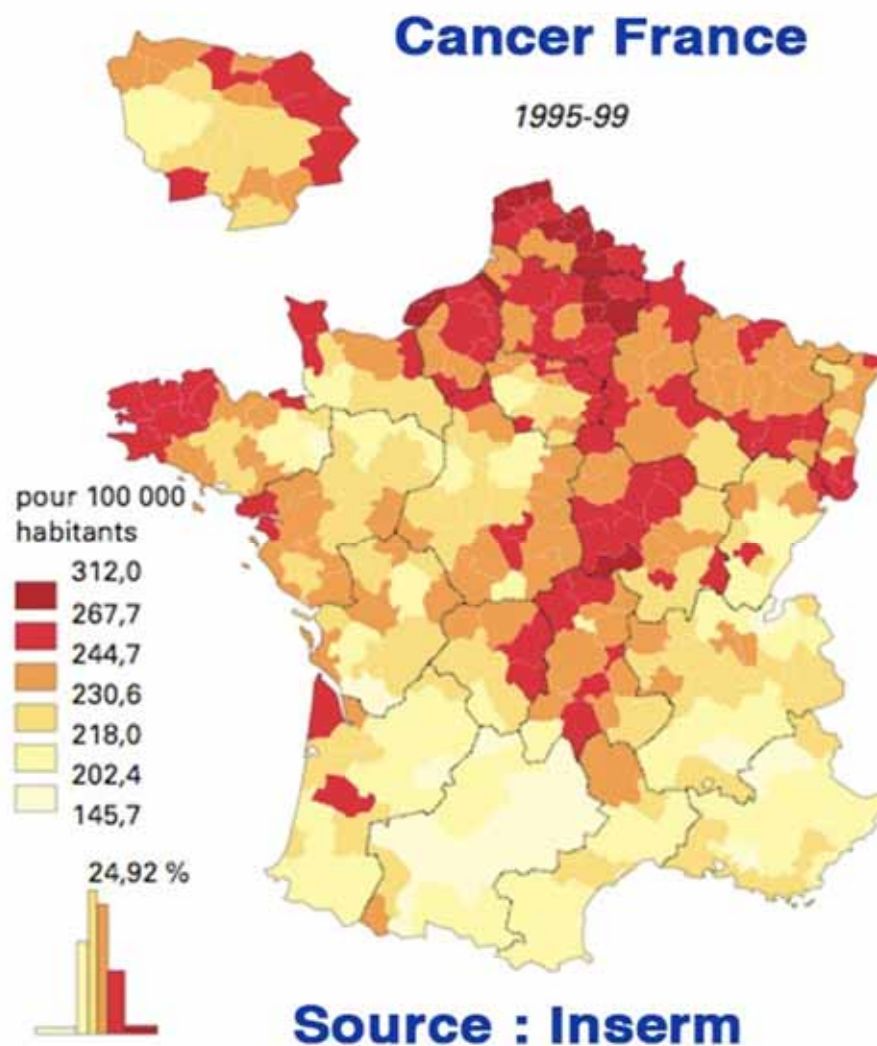 Cancer France
1995-99
pour 100 000
habitants
312,0
267,7
244,7
230,6
218,0
202,4
145,7
24,92 %
Source : Inserm